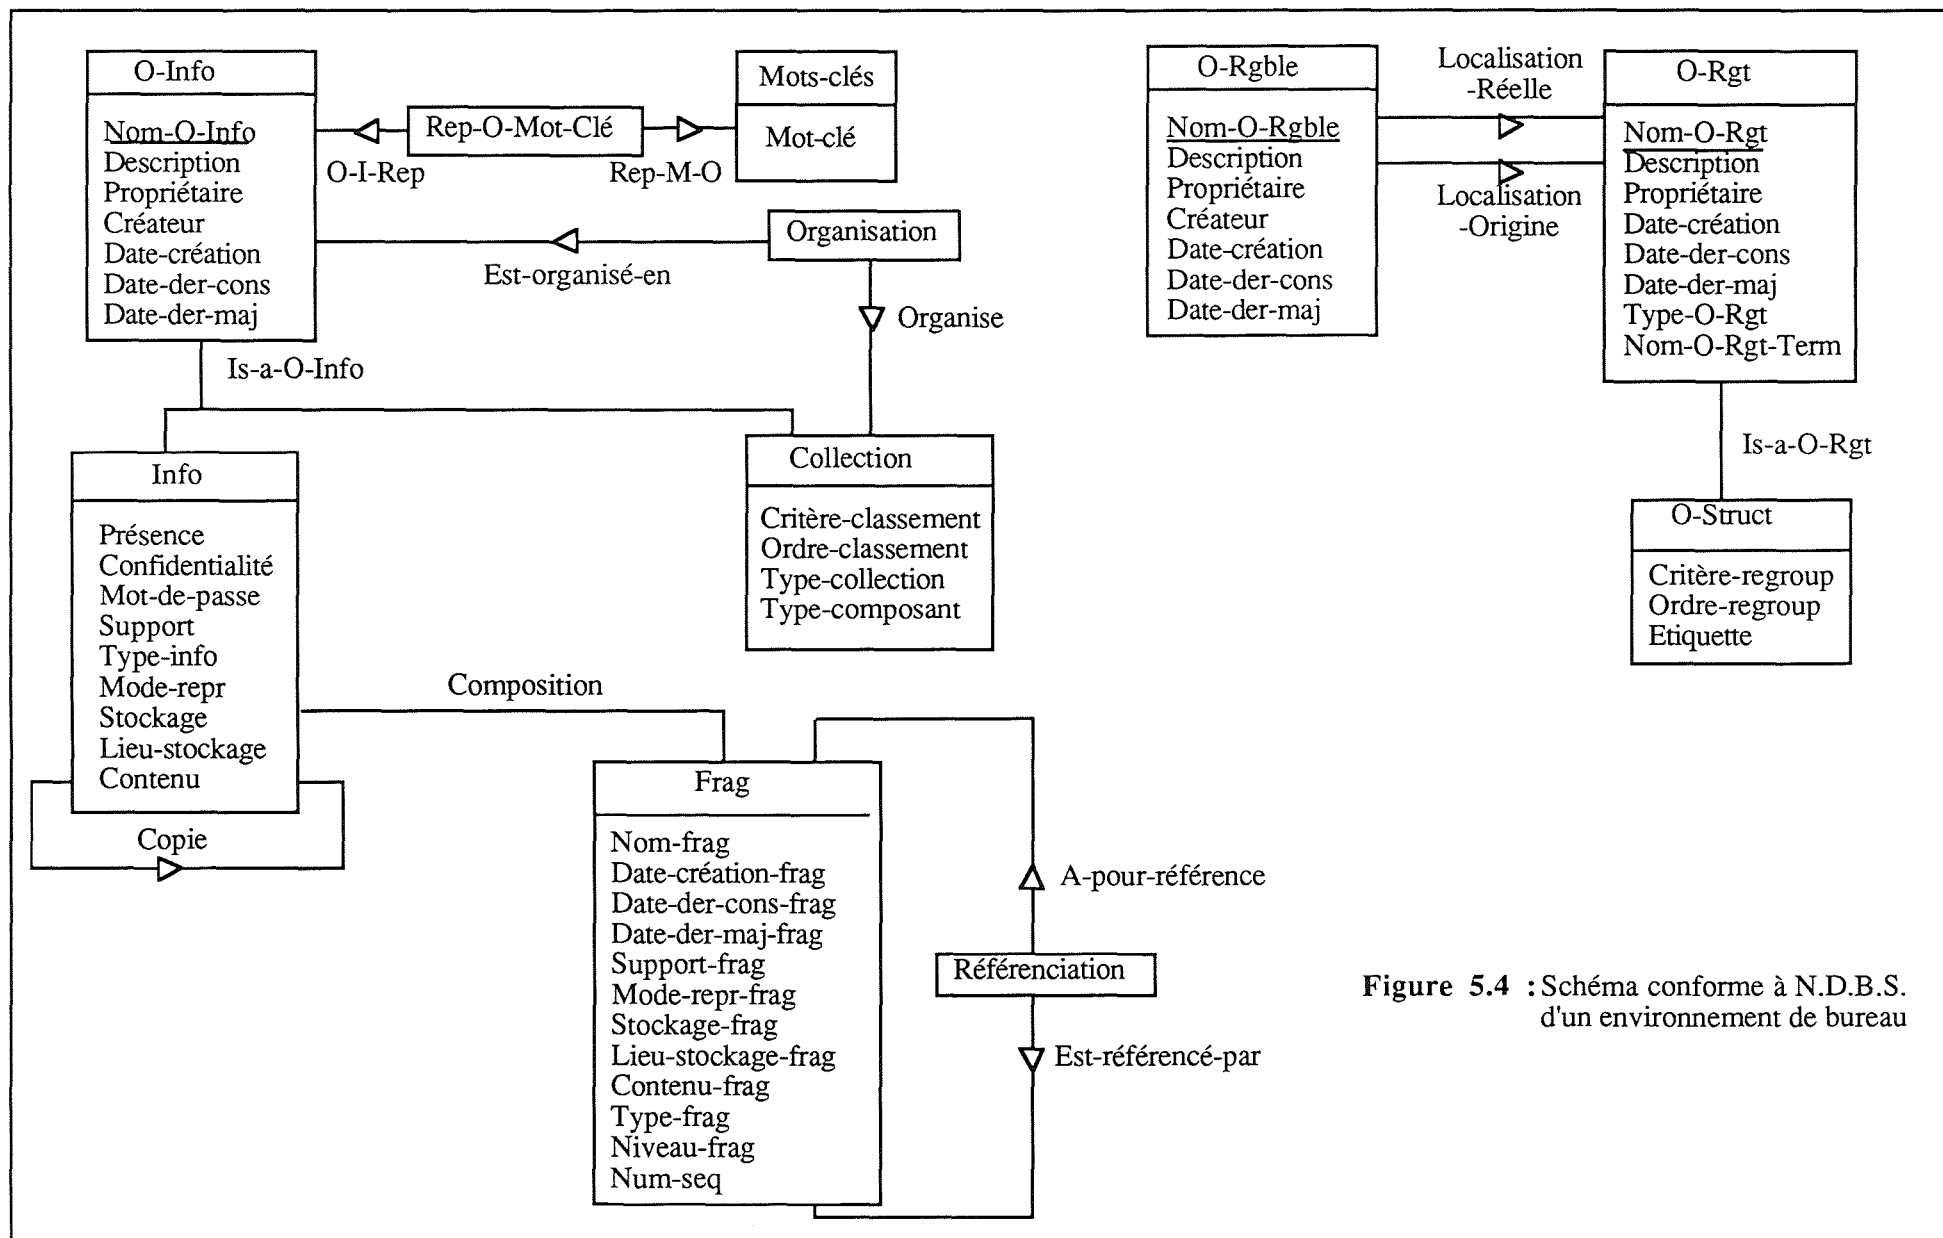 O-Info
Nom-O-Info
Description
Propriétaire
Créateur
Date-création
Date-der-cons
Date-der-maj
Rep-O-Mot-Clé
O-I-Rep
Rep-M-O
Mots-clés
Mot-clé
Organisation
Est-organisé-en
Organise
Is-a-O-Info
O-Rgble
Nom-O-Rgble
Description
Propriétaire
Créateur
Date-création
Date-der-cons
Date-der-maj
Localisation
-Réelle
Localisation
-Origine
O-Rgt
Nom-O-Rgt
Description
Propriétaire
Date-création
Date-der-cons
Date-der-maj
Type-O-Rgt
Nom-O-Rgt-Term
Is-a-O-Rgt
O-Struct
Critère-regroup
Ordre-regroup
Etiquette
Info
Présence
Confidentialité
Mot-de-passe
Support
Type-info
Mode-repr
Stockage
Lieu-stockage
Contenu
Copie
Collection
Critère-classement
Ordre-classement
Type-collection
Type-composant
Composition
Frag
Nom-frag
Date-création-frag
Date-der-cons-frag
Date-der-maj-frag
Support-frag
Mode-repr-frag
Stockage-frag
Lieu-stockage-frag
Contenu-frag
Type-frag
Niveau-frag
Num-seq
A-pour-référence
Référenciation
Est-référencé-par
Figure 5.4 : Schéma conforme à N.D.B.S.
d'un environnement de bureau